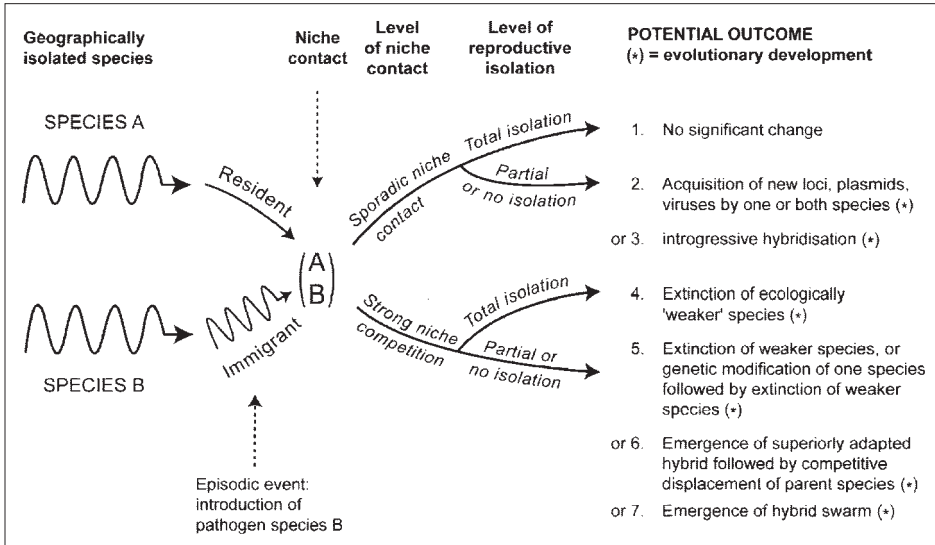 Geographically
isolated species
Niche
contact
Level
of niche
contact
Level of
reproductive
isolation
POTENTIAL OUTCOME
(*) = evolutionary development
SPECIES A
Resident
SPECIES B
Immigrant
A
B
Episodic event:
introduction of
pathogen species B
Sporadic niche
contact
Total isolation
Partial
or no isolation
Strong niche
competition
Total isolation
Partial or
no isolation
1. No significant change
2. Acquisition of new loci, plasmids,
viruses by one or both species (*)
or 3. introgressive hybridisation (*)
4. Extinction of ecologically
'weaker' species (*)
5. Extinction of weaker species, or
genetic modification of one species
followed by extinction of weaker
species (*)
or 6. Emergence of superiorly adapted
hybrid followed by competitive
displacement of parent species (*)
or 7. Emergence of hybrid swarm (*)